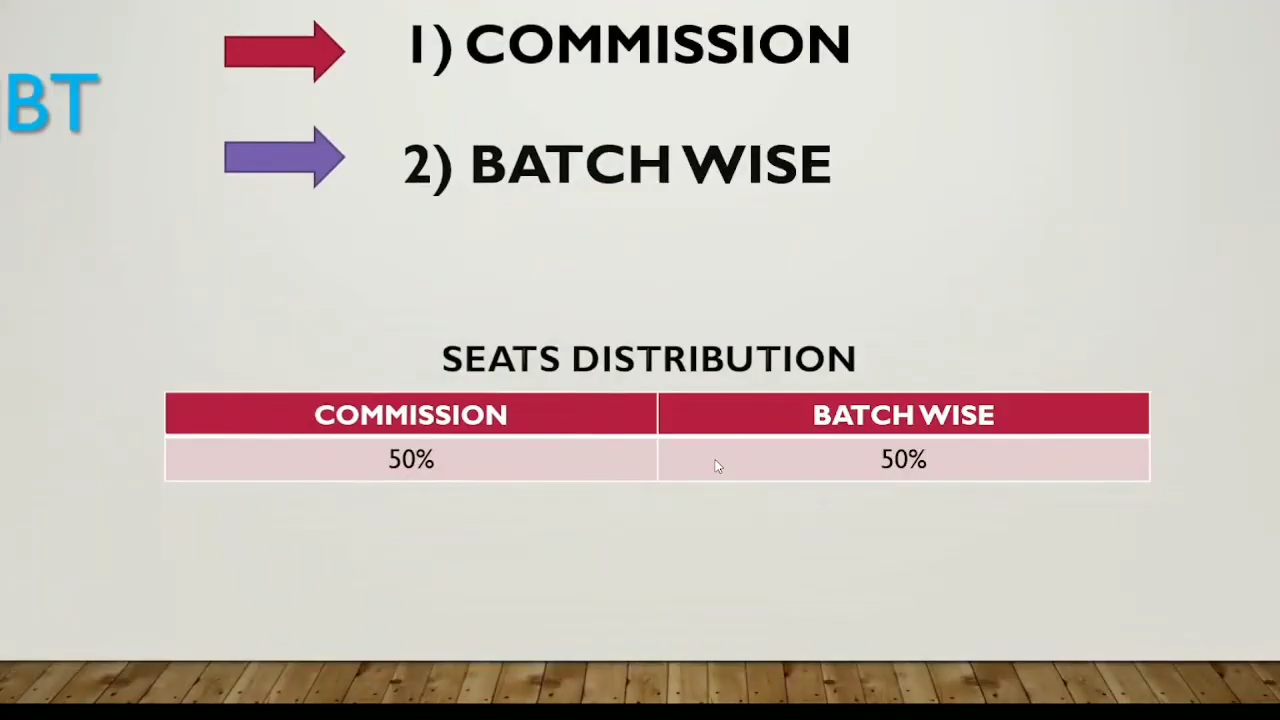 1) COMMISSION
BT
2) BATCH WISE
SEATS DISTRIBUTION
COMMISSION BATCH WISE
50% 50%